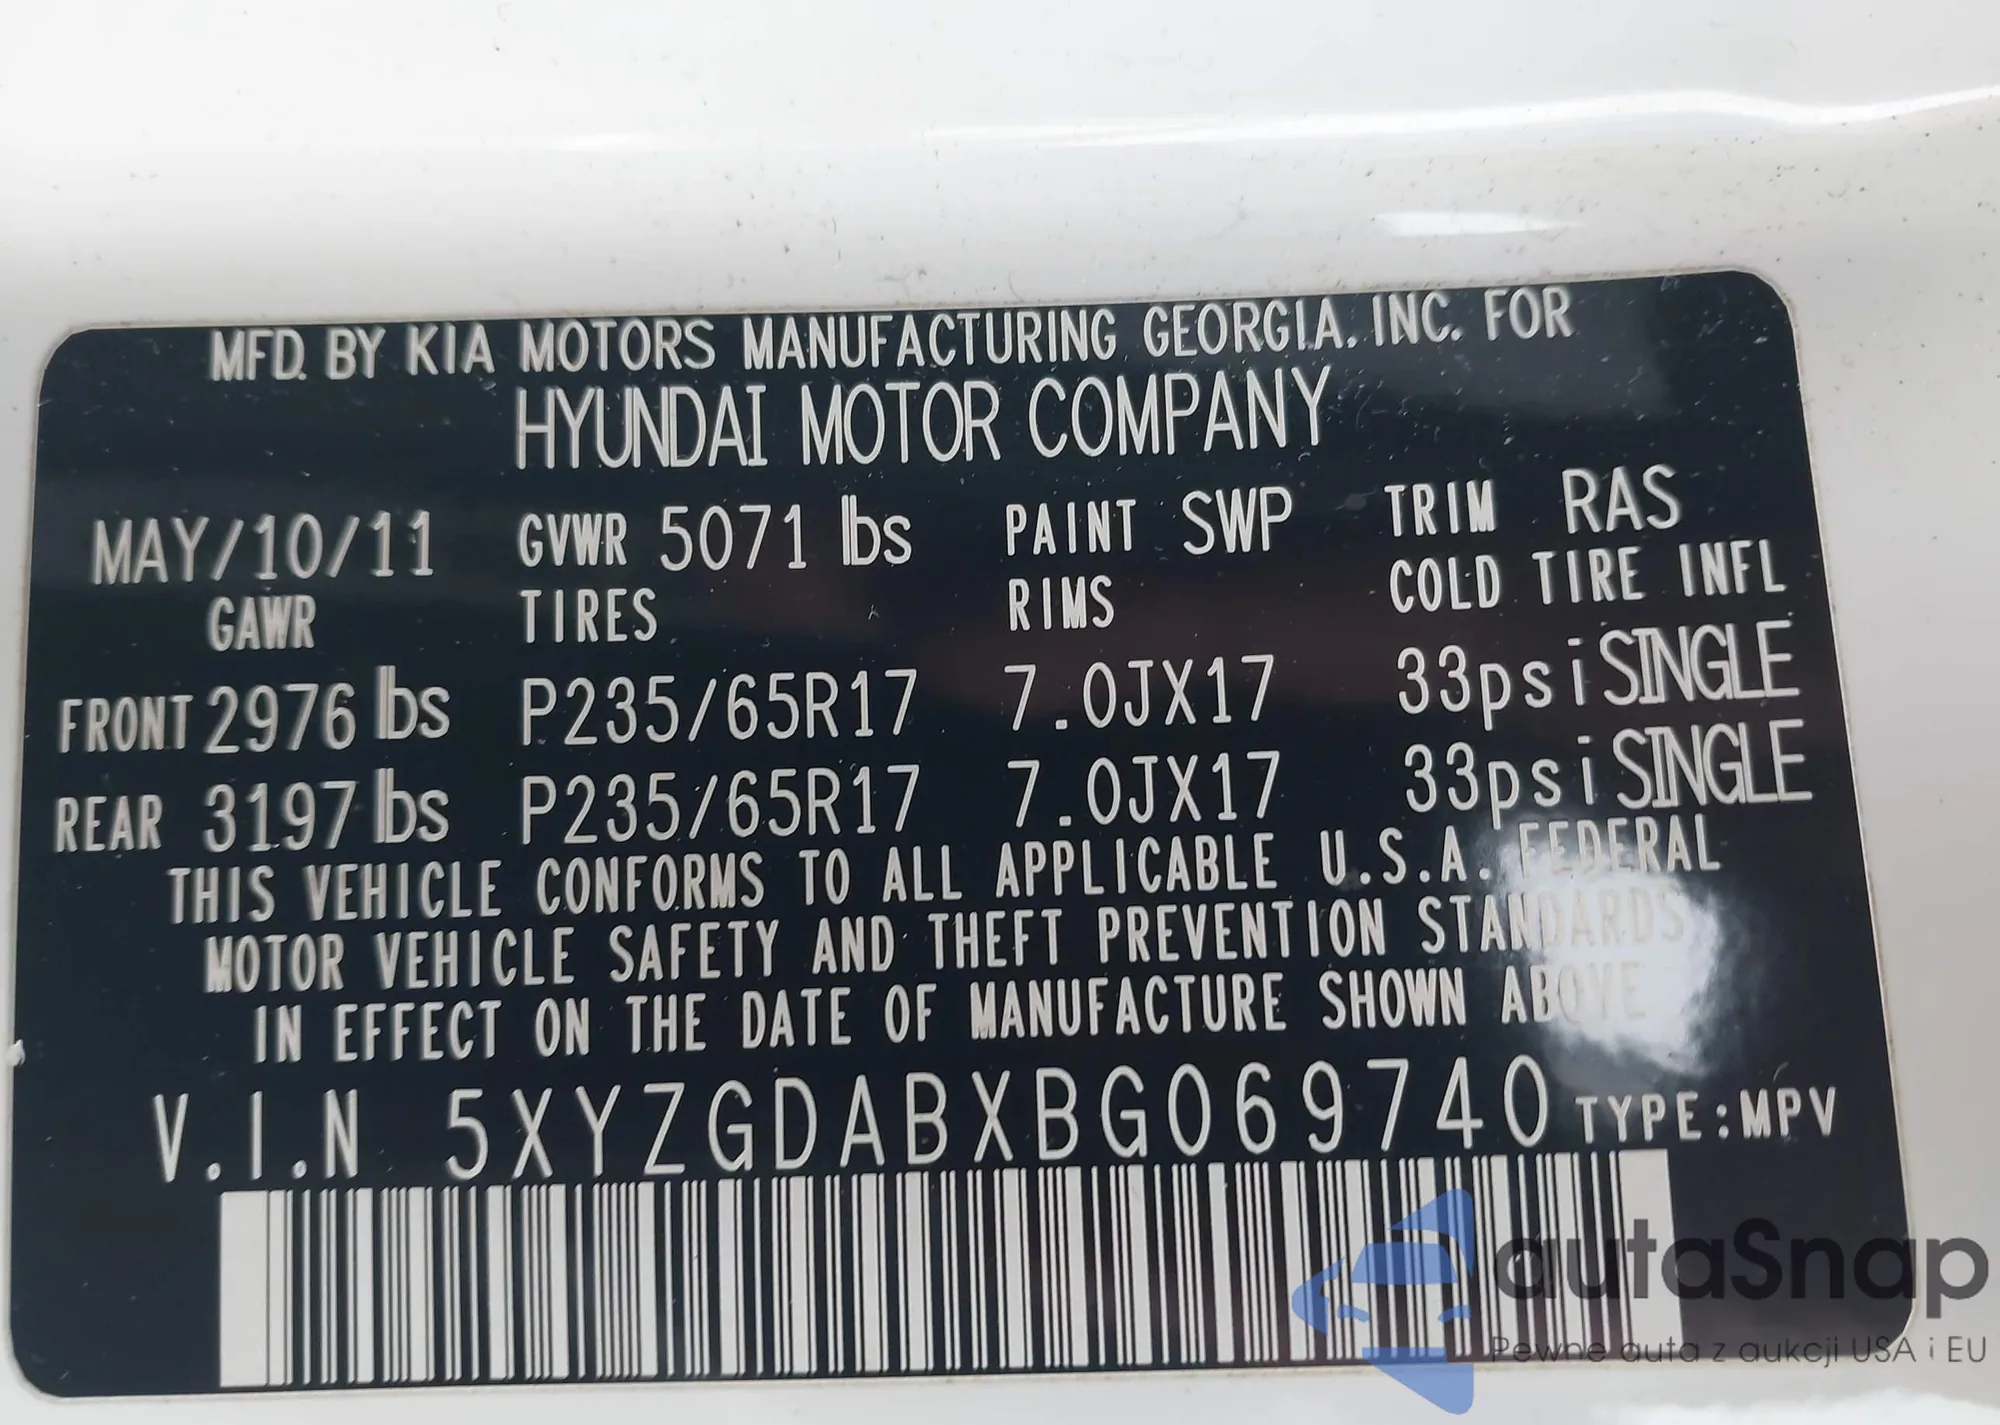 MFD. BY KIA MOTORS MANUFACTURING GEORGIA. INC. FOR
HYUNDAI MOTOR COMPANY
MAY/10/11 GVWR 5071 lbs PAINT SWP TRIM RAS
GAWR TIRES RIMS COLD TIRE INFL
FRONT 2976 lbs P235/65R17 7.0JX17 33psi SINGLE
REAR 3197 lbs P235/65R17 7.0JX17 33psi SINGLE
THIS VEHICLE CONFORMS TO ALL APPLICABLE U.S.A. FEDERAL
MOTOR VEHICLE SAFETY AND THEFT PREVENTION STANDARDS
IN EFFECT ON THE DATE OF MANUFACTURE SHOWN ABOVE
V.I.N 5XYZGDABXBG069740 TYPE:MPV
autaSnap
Pewne auta z aukcji USA i EU